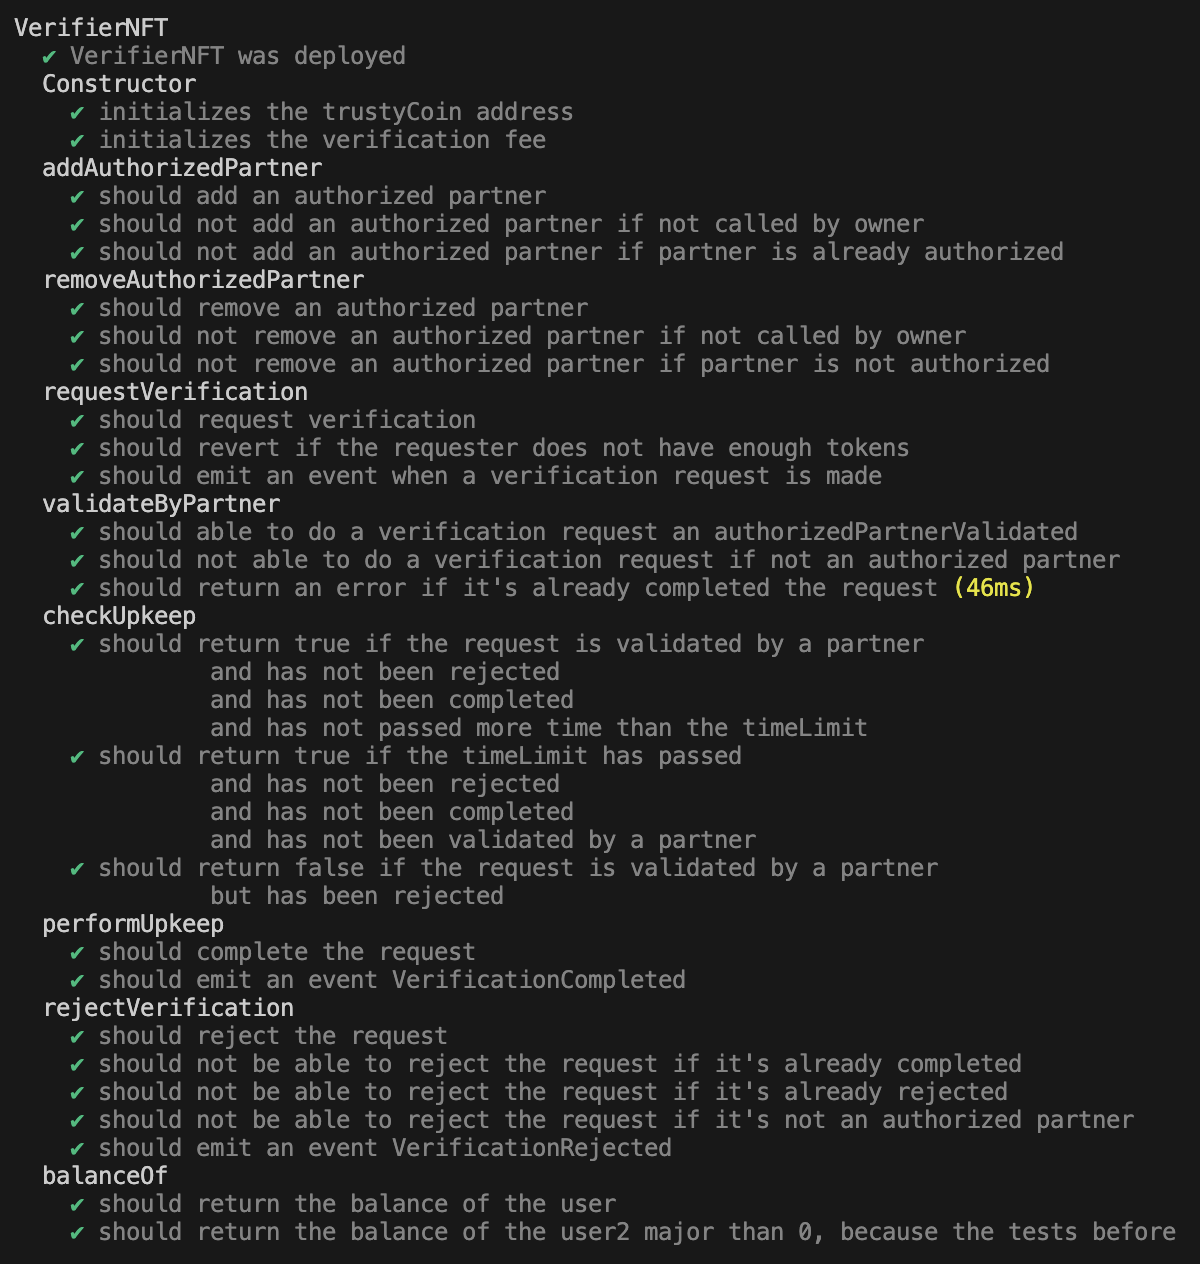 VerifierNFT
✔ VerifierNFT was deployed
Constructor
✔ initializes the trustyCoin address
✔ initializes the verification fee
addAuthorizedPartner
✔ should add an authorized partner
✔ should not add an authorized partner if not called by owner
✔ should not add an authorized partner if partner is already authorized
removeAuthorizedPartner
✔ should remove an authorized partner
✔ should not remove an authorized partner if not called by owner
✔ should not remove an authorized partner if partner is not authorized
requestVerification
✔ should request verification
✔ should revert if the requester does not have enough tokens
✔ should emit an event when a verification request is made
validateByPartner
✔ should able to do a verification request an authorizedPartnerValidated
✔ should not able to do a verification request if not an authorized partner
✔ should return an error if it's already completed the request (46ms)
checkUpkeep
✔ should return true if the request is validated by a partner
and has not been rejected
and has not been completed
and has not passed more time than the timeLimit
✔ should return true if the timeLimit has passed
and has not been rejected
and has not been completed
and has not been validated by a partner
✔ should return false if the request is validated by a partner
but has been rejected
performUpkeep
✔ should complete the request
✔ should emit an event VerificationCompleted
rejectVerification
✔ should reject the request
✔ should not be able to reject the request if it's already completed
✔ should not be able to reject the request if it's already rejected
✔ should not be able to reject the request if it's not an authorized partner
✔ should emit an event VerificationRejected
balanceOf
✔ should return the balance of the user
✔ should return the balance of the user2 major than 0, because the tests before